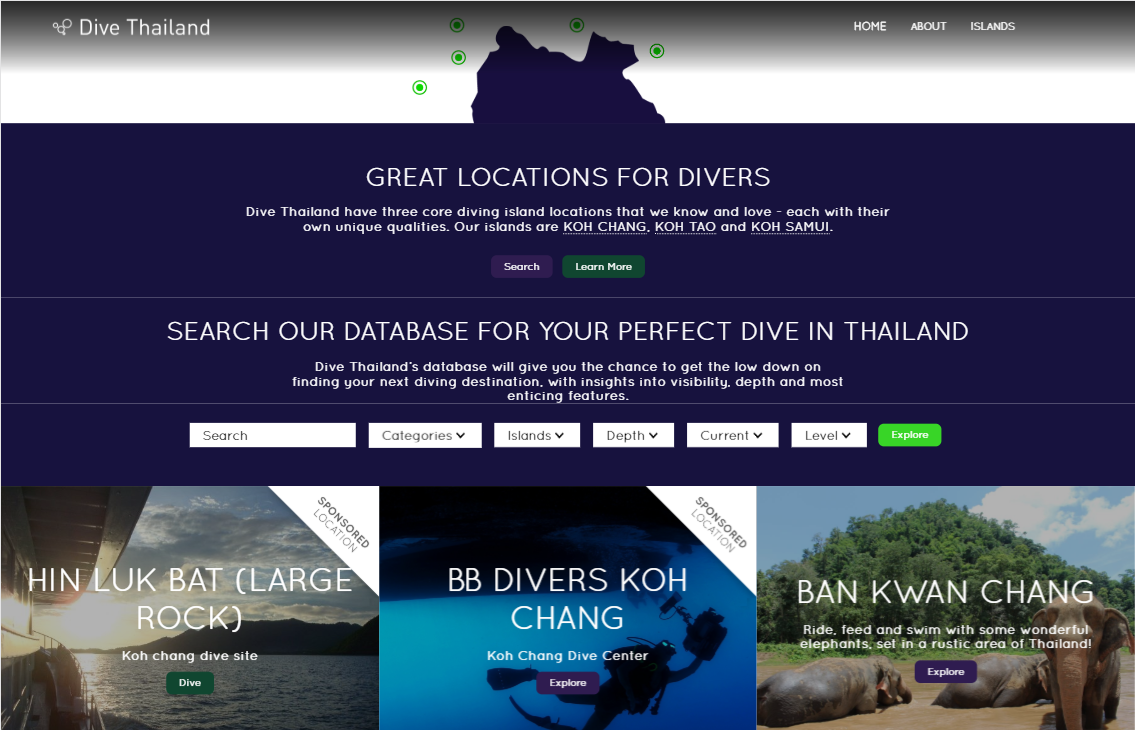 Dive Thailand
HOME
ABOUT
ISLANDS
GREAT LOCATIONS FOR DIVERS
Dive Thailand have three core diving island locations that we know and love - each with their
own unique qualities. Our islands are KOH CHANG, KOH TAO and KOH SAMUI.
Search
Learn More
SEARCH OUR DATABASE FOR YOUR PERFECT DIVE IN THAILAND
Dive Thailand's database will give you the chance to get the low down on
finding your next diving destination, with insights into visibility, depth and most
enticing features.
Search
Categories
Islands
Depth
Current
Level
Explore
SPONSORED
LOCATION
HIN LUK BAT (LARGE
ROCK)
Koh chang dive site
Dive
SPONSORED
LOCATION
BB DIVERS KOH
CHANG
Koh Chang Dive Center
Explore
BAN KWAN CHANG
Ride, feed and swim with some wonderful
elephants, set in a rustic area of Thailand!
Explore